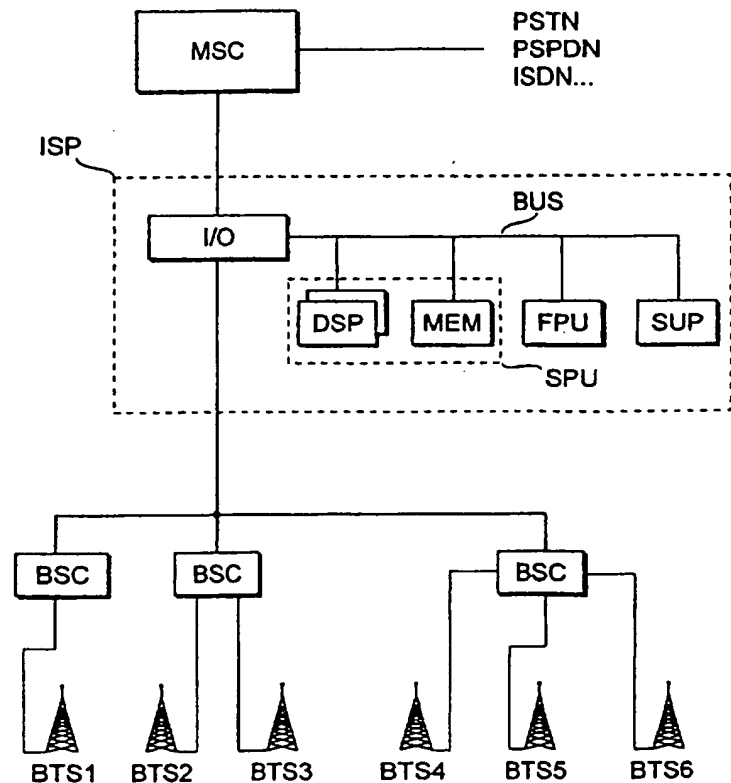 MSC
PSTN
PSPDN
ISDN...
ISP
BUS
I/O
DSP
MEM
FPU
SUP
SPU
BSC
BSC
BSC
BTS1
BTS2
BTS3
BTS4
BTS5
BTS6